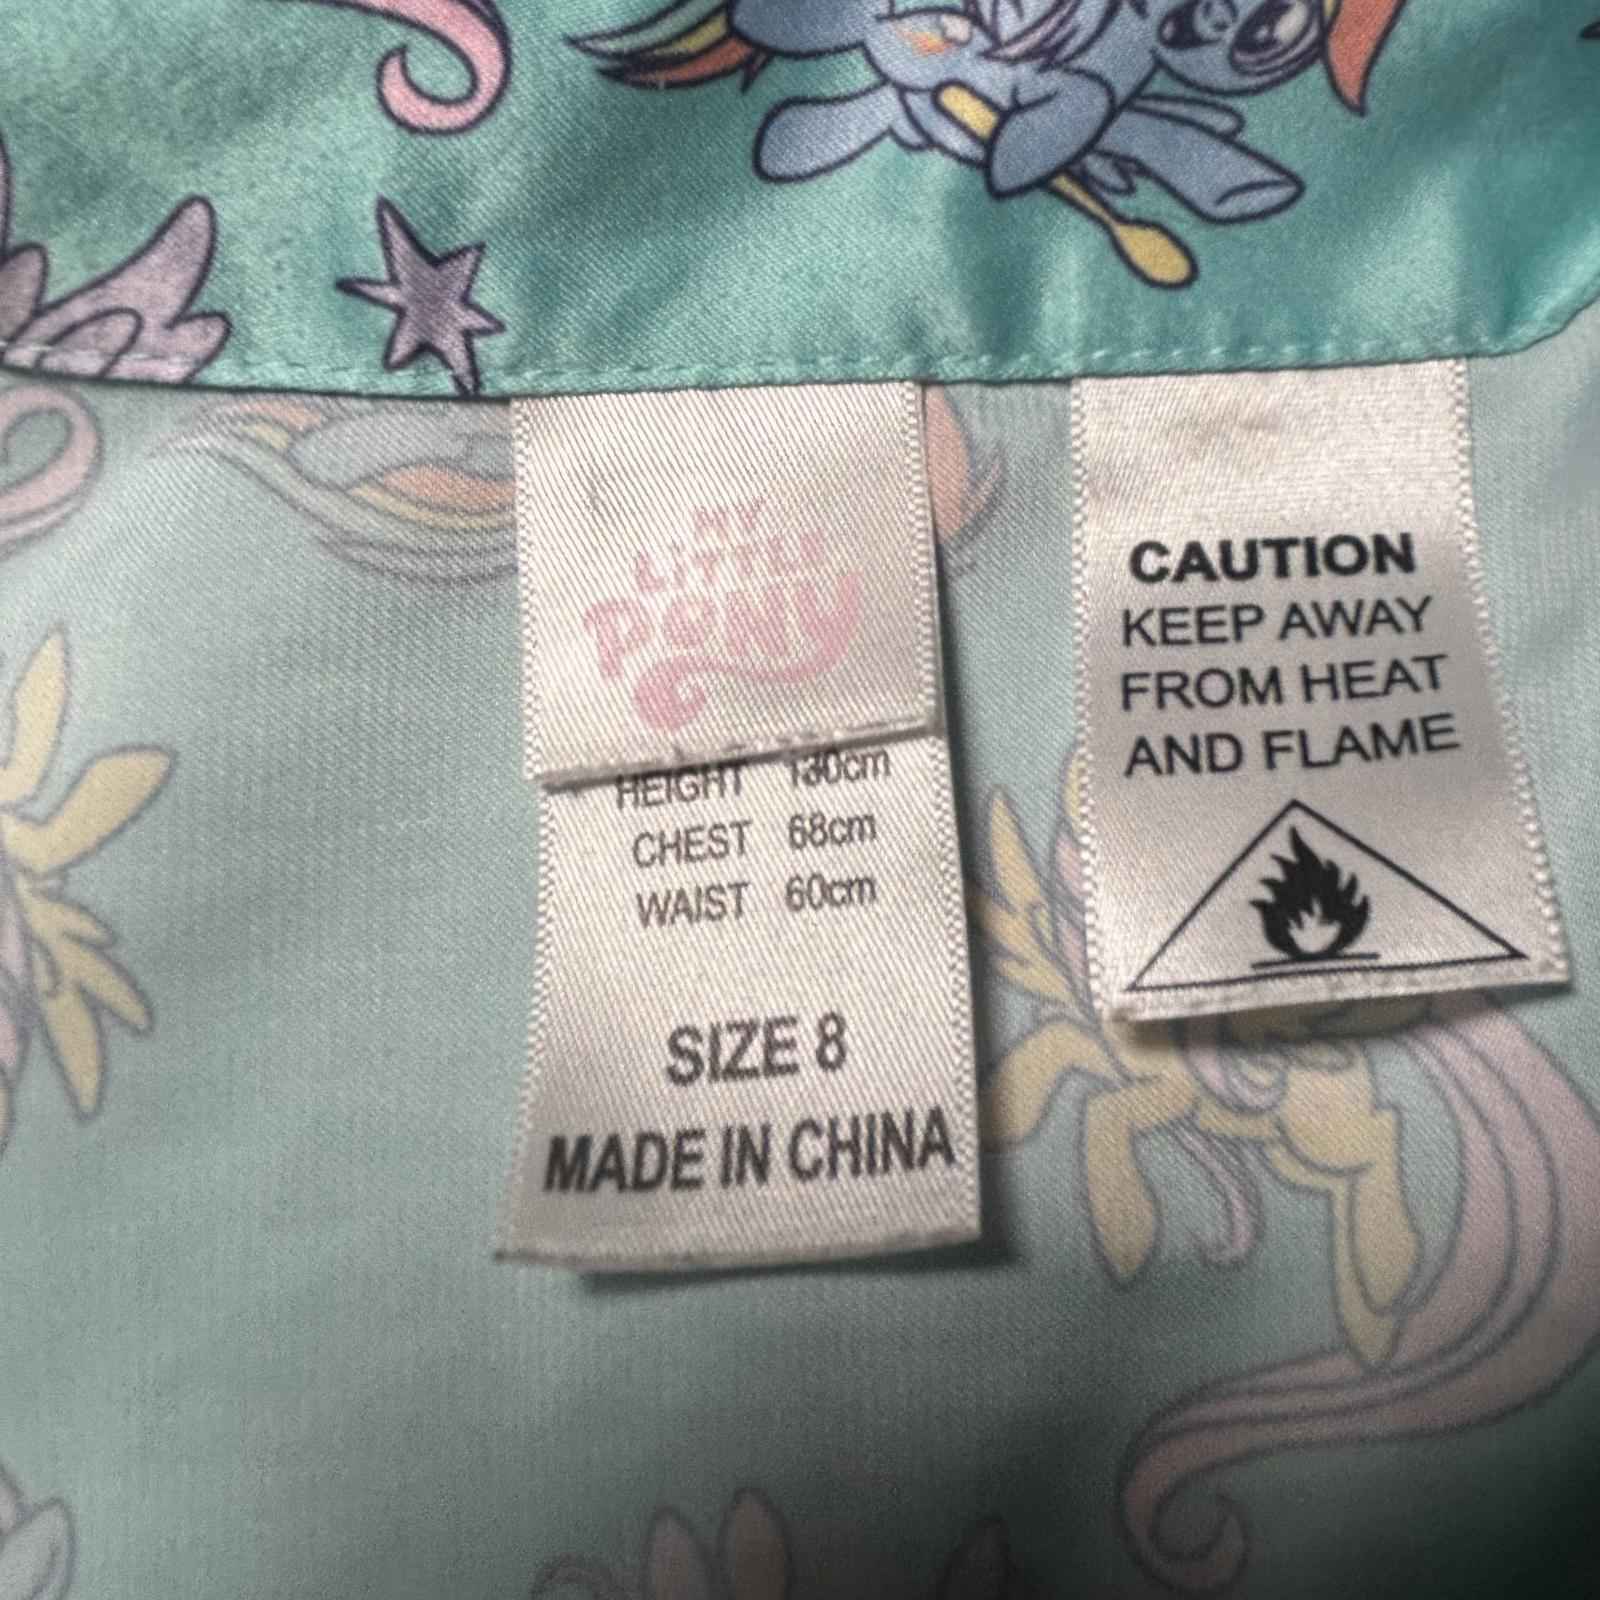 MY
LITTLE
PONY
HEIGHT 130cm
CHEST 68cm
WAIST 60cm
SIZE 8
MADE IN CHINA
CAUTION
KEEP AWAY
FROM HEAT
AND FLAME